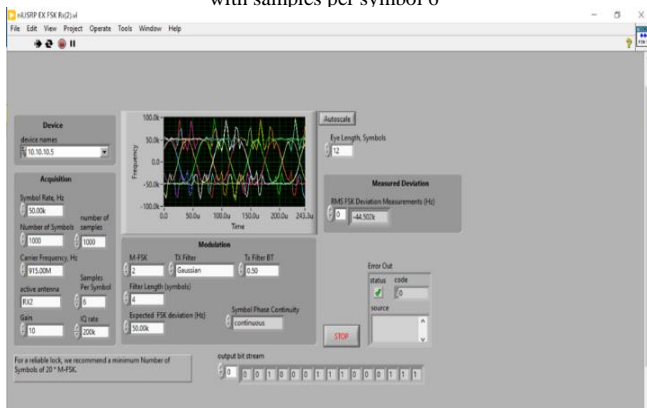 with samples per symbol 6
niUSRP EX FSK Rx(2).vi
File Edit View Project Operate Tools Window Help
Device
device names
10.10.10.5
Acquisition
Symbol Rate, Hz
50.00k
Number of Symbols
1000
number of samples
1000
Carrier Frequency, Hz
915.00M
active antenna
RX2
Samples Per Symbol
6
Gain
10
IQ rate
200k
100.0k
50.0k
0.0
-50.0k
-100.0k
Frequency
0.0 50.0u 100.0u 150.0u 200.0u 243.3u
Time
Autoscale
Eye Length, Symbols
12
Measured Deviation
RMS FSK Deviation Measurements (Hz)
0 -44.502k
Modulation
M-FSK
2
TX Filter
Gaussian
Tx Filter BT
0.50
Filter Length (symbols)
4
Expected FSK deviation (Hz)
50.00k
Symbol Phase Continuity
continuous
Error Out
status code
0
source
STOP
For a reliable lock, we recommend a minimum Number of
Symbols of 20 * M-FSK.
output bit stream
0 0 0 1 0 0 0 1 1 1 0 0 0 1 1 1